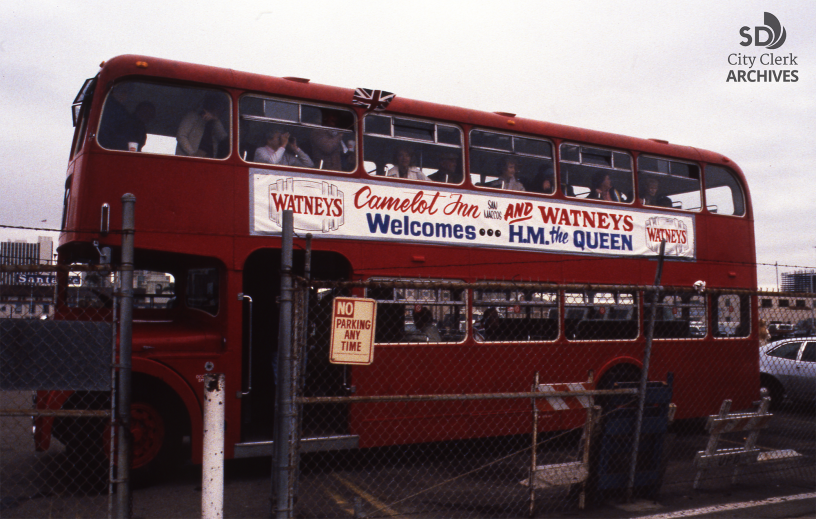 SD
City Clerk
ARCHIVES
WATNEYS
Camelot Inn SAN MARCOS AND WATNEYS
Welcomes... H.M. the QUEEN
WATNEYS
Santa
NO
PARKING
ANY
TIME